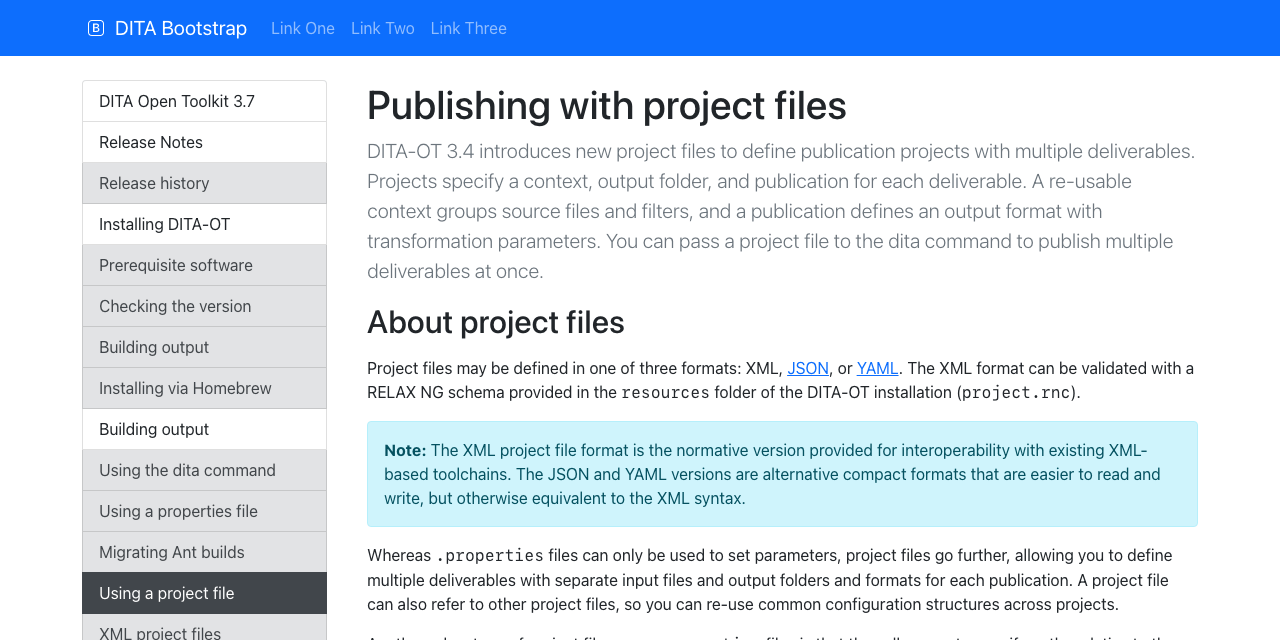 DITA Bootstrap Link One Link Two Link Three
DITA Open Toolkit 3.7
Release Notes
Release history
Installing DITA-OT
Prerequisite software
Checking the version
Building output
Installing via Homebrew
Building output
Using the dita command
Using a properties file
Migrating Ant builds
Using a project file
XML project files
Publishing with project files
DITA-OT 3.4 introduces new project files to define publication projects with multiple deliverables.
Projects specify a context, output folder, and publication for each deliverable. A re-usable
context groups source files and filters, and a publication defines an output format with
transformation parameters. You can pass a project file to the dita command to publish multiple
deliverables at once.
About project files
Project files may be defined in one of three formats: XML, JSON, or YAML. The XML format can be validated with a
RELAX NG schema provided in the resources folder of the DITA-OT installation (project.rnc).
Note: The XML project file format is the normative version provided for interoperability with existing XML-
based toolchains. The JSON and YAML versions are alternative compact formats that are easier to read and
write, but otherwise equivalent to the XML syntax.
Whereas .properties files can only be used to set parameters, project files go further, allowing you to define
multiple deliverables with separate input files and output folders and formats for each publication. A project file
can also refer to other project files, so you can re-use common configuration structures across projects.